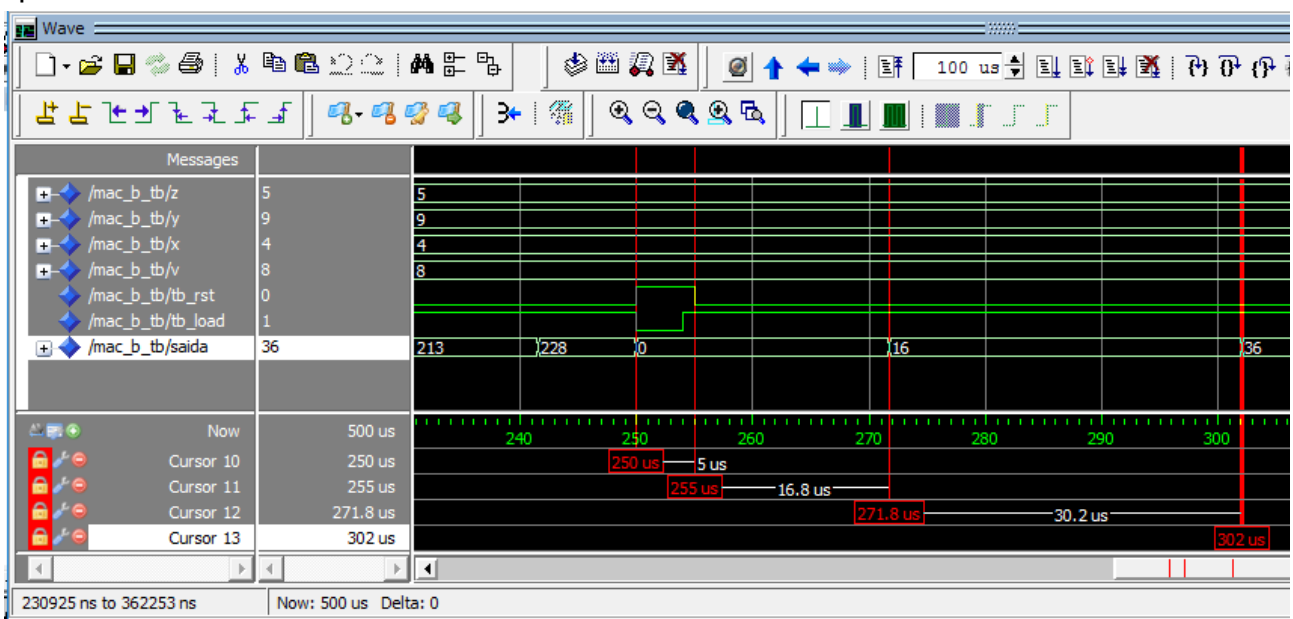 Wave
100 us
Messages
/mac_b_tb/z 5 5
/mac_b_tb/y 9 9
/mac_b_tb/x 4 4
/mac_b_tb/v 8 8
/mac_b_tb/tb_rst 0
/mac_b_tb/tb_load 1
/mac_b_tb/saida 36 213 228 0 16 36
Now 500 us 240 250 260 270 280 290 300
Cursor 10 250 us 250 us 5 us
Cursor 11 255 us 255 us 16.8 us
Cursor 12 271.8 us 271.8 us 30.2 us
Cursor 13 302 us 302 us
230925 ns to 362253 ns Now: 500 us Delta: 0